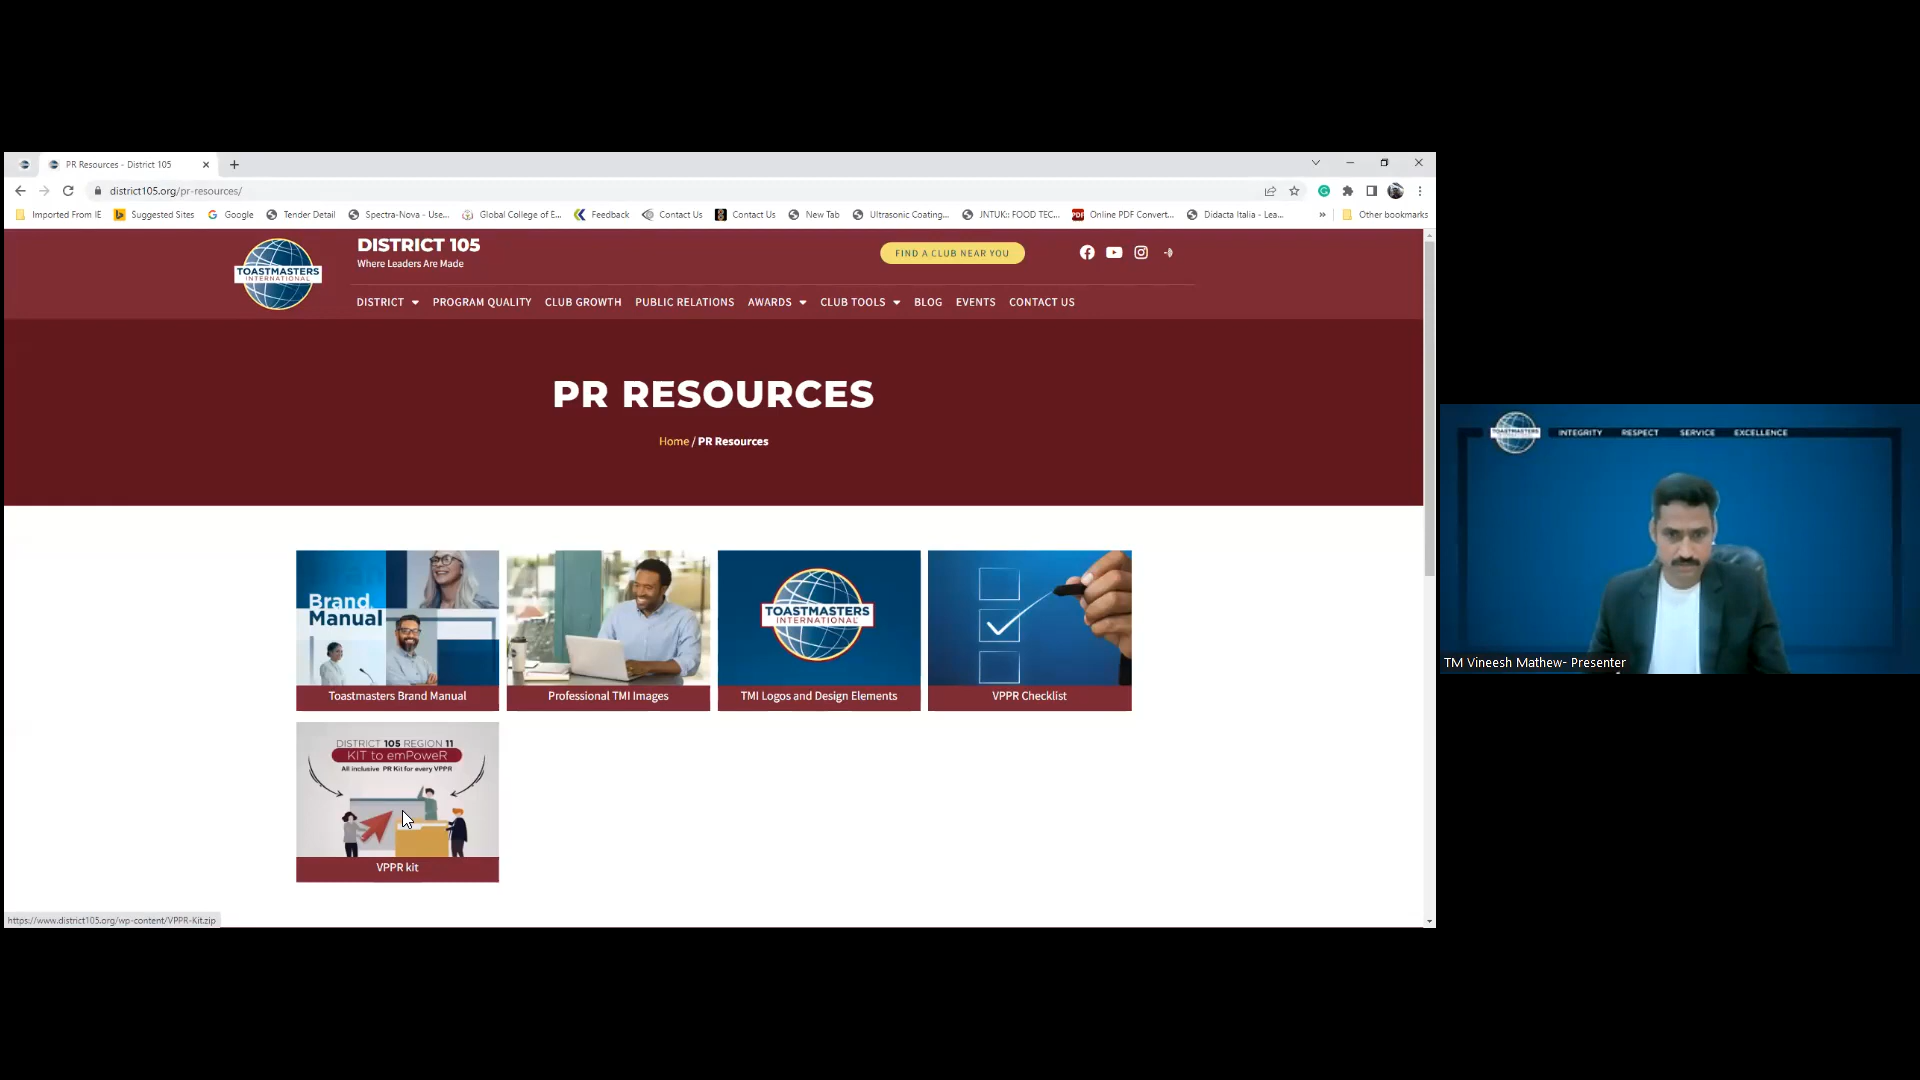 PR Resources - District 105
district105.org/pr-resources/
Imported From IE
Suggested Sites
Google
Tender Detail
Spectra-Nova - Use...
Global College of E...
Feedback
Contact Us
Contact Us
New Tab
Ultrasonic Coating...
JNTUK:: FOOD TEC...
PDF
Online PDF Convert...
Didacta Italia - Lea...
»
Other bookmarks
TOASTMASTERS
INTERNATIONAL
DISTRICT 105
Where Leaders Are Made
FIND A CLUB NEAR YOU
DISTRICT
PROGRAM QUALITY
CLUB GROWTH
PUBLIC RELATIONS
AWARDS
CLUB TOOLS
BLOG
EVENTS
CONTACT US
PR RESOURCES
Home / PR Resources
Brand
Manual
Toastmasters Brand Manual
Professional TMI Images
TOASTMASTERS
INTERNATIONAL
TMI Logos and Design Elements
VPPR Checklist
DISTRICT 105 REGION 11
KIT to emPoweR
All inclusive PR Kit for every VPPR
VPPR kit
https://www.district105.org/wp-content/VPPR-Kit.zip
TOASTMASTERS
INTEGRITY
RESPECT
SERVICE
EXCELLENCE
TM Vineesh Mathew- Presenter